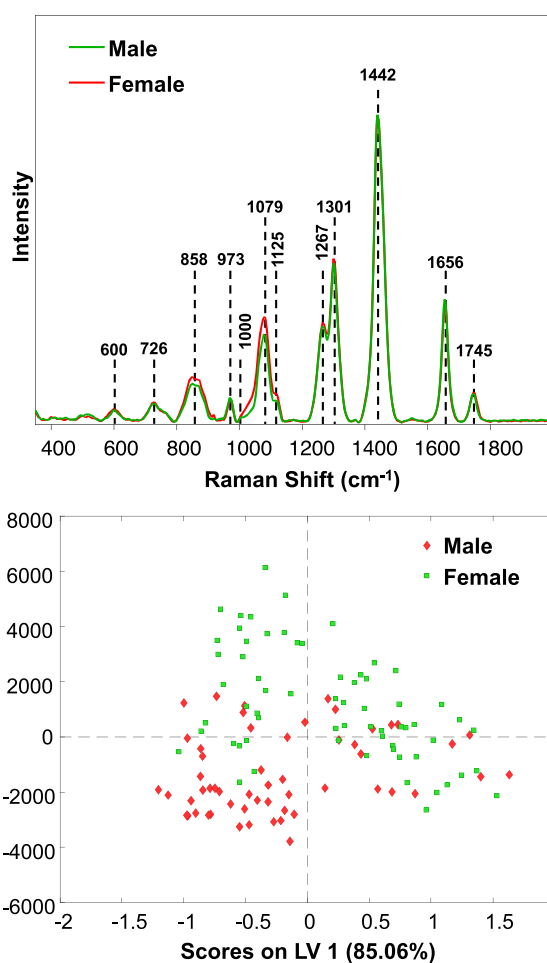 Male
Female
Intensity
600
726
858
973
1000
1079
1125
1267
1301
1442
1656
1745
400 600 800 1000 1200 1400 1600 1800
Raman Shift (cm⁻¹)
8000
6000
4000
2000
0
-2000
-4000
-6000
Male
Female
-2 -1.5 -1 -0.5 0 0.5 1 1.5
Scores on LV 1 (85.06%)